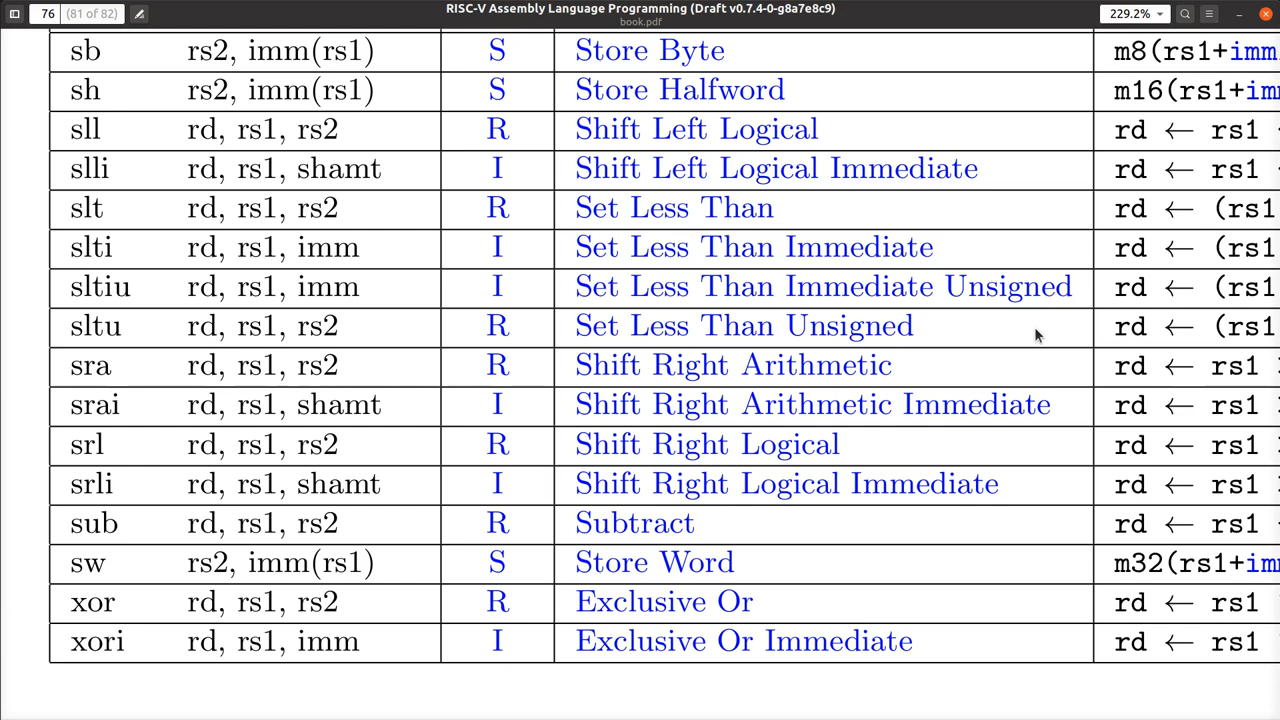 RISC-V Assembly Language Programming (Draft v0.7.4-0-g8a7e8c9)
book.pdf
76 (81 of 82) 229.2%
sb rs2, imm(rs1) S Store Byte m8(rs1+imm
sh rs2, imm(rs1) S Store Halfword m16(rs1+im
sll rd, rs1, rs2 R Shift Left Logical rd ← rs1
slli rd, rs1, shamt I Shift Left Logical Immediate rd ← rs1
slt rd, rs1, rs2 R Set Less Than rd ← (rs1
slti rd, rs1, imm I Set Less Than Immediate rd ← (rs1
sltiu rd, rs1, imm I Set Less Than Immediate Unsigned rd ← (rs1
sltu rd, rs1, rs2 R Set Less Than Unsigned rd ← (rs1
sra rd, rs1, rs2 R Shift Right Arithmetic rd ← rs1
srai rd, rs1, shamt I Shift Right Arithmetic Immediate rd ← rs1
srl rd, rs1, rs2 R Shift Right Logical rd ← rs1
srli rd, rs1, shamt I Shift Right Logical Immediate rd ← rs1
sub rd, rs1, rs2 R Subtract rd ← rs1
sw rs2, imm(rs1) S Store Word m32(rs1+im
xor rd, rs1, rs2 R Exclusive Or rd ← rs1
xori rd, rs1, imm I Exclusive Or Immediate rd ← rs1